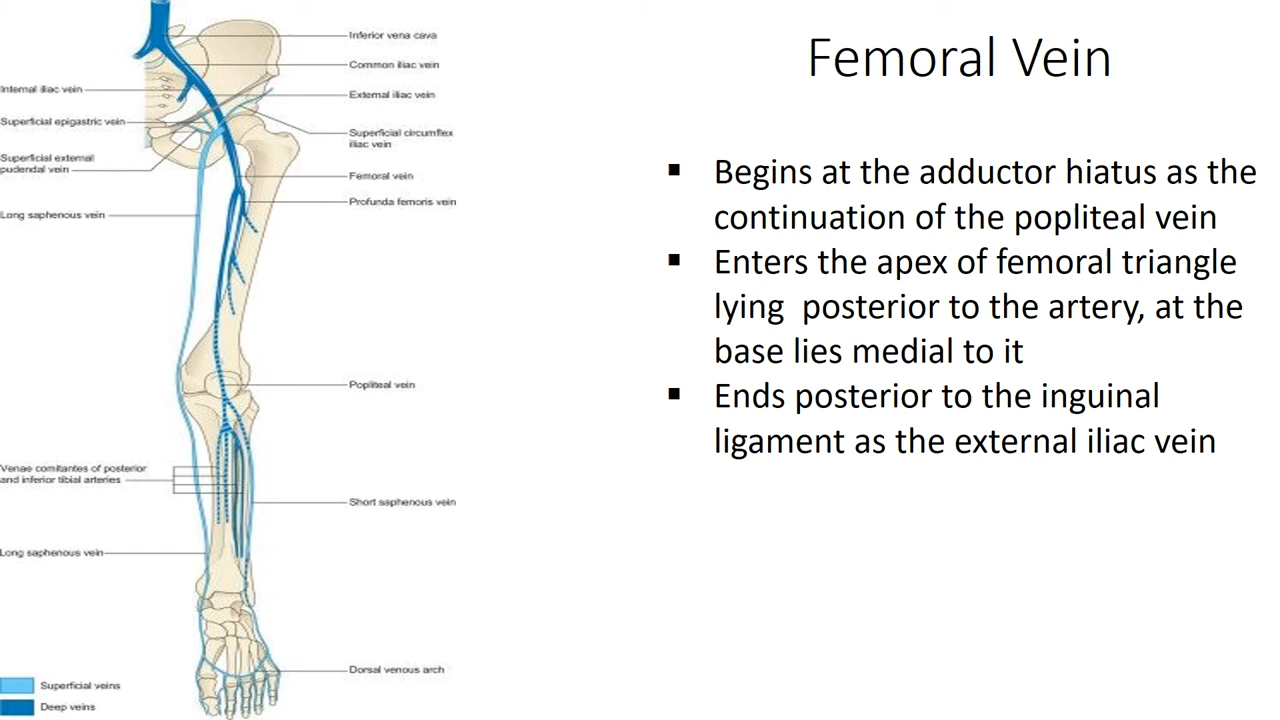 Inferior vena cava
Common iliac vein
Internal iliac vein
External iliac vein
Superficial epigastric vein
Superficial circumflex
iliac vein
Superficial external
pudendal vein
Femoral vein
Profunda femoris vein
Long saphenous vein
Popliteal vein
Venae comitantes of posterior
and inferior tibial arteries
Short saphenous vein
Long saphenous vein
Dorsal venous arch
Superficial veins
Deep veins
Femoral Vein
▪ Begins at the adductor hiatus as the
continuation of the popliteal vein
▪ Enters the apex of femoral triangle
lying  posterior to the artery, at the
base lies medial to it
▪ Ends posterior to the inguinal
ligament as the external iliac vein